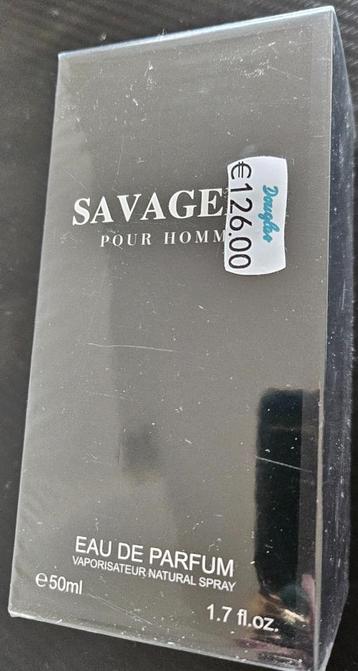 SAVAGE
POUR HOMM
Douglas
€126.00
EAU DE PARFUM
VAPORISATEUR NATURAL SPRAY
℮50ml
1.7 fl.oz.